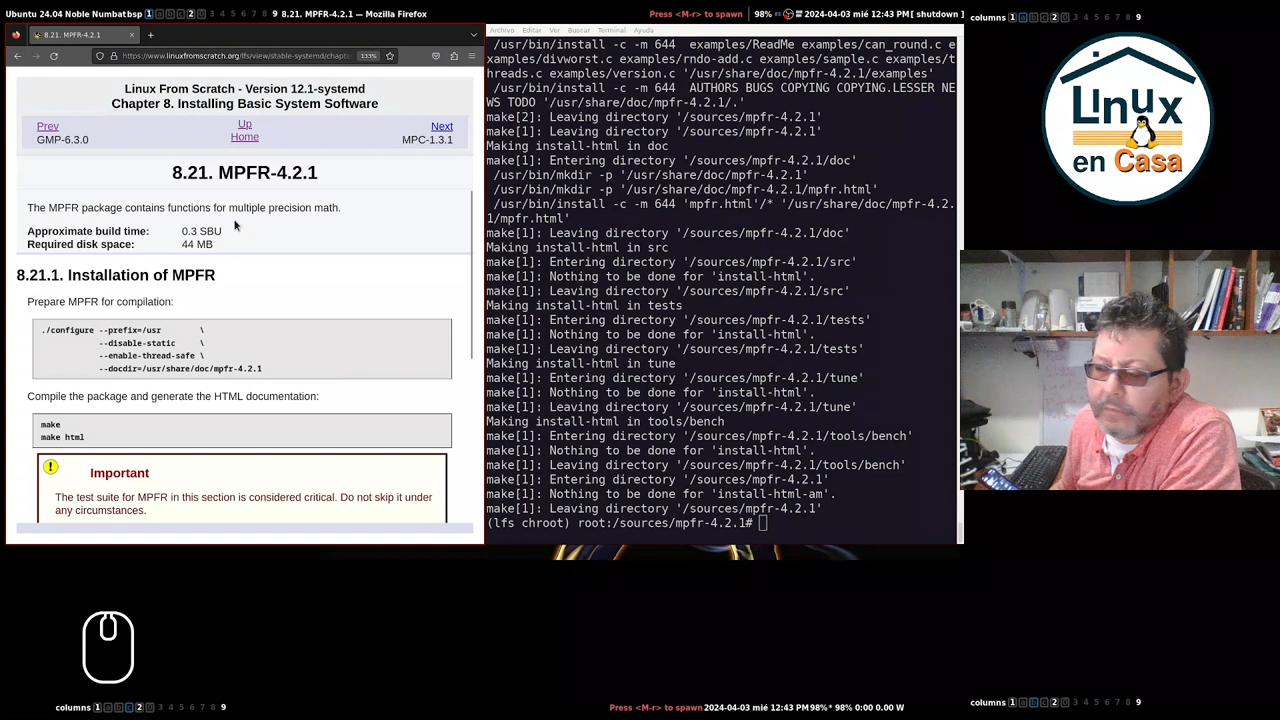 Ubuntu 24.04 Noble Numbat bsp 1 a b c 2 0 3 4 5 6 7 8 9 8.21. MPFR-4.2.1 — Mozilla Firefox
Press <M-r> to spawn 98% 2024-04-03 mié 12:43 PM [ shutdown ]
columns 1 a b c 2 0 3 4 5 6 7 8 9
8.21. MPFR-4.2.1
https://www.linuxfromscratch.org/lfs/view/stable-systemd/chapt 133%
Linux From Scratch - Version 12.1-systemd
Chapter 8. Installing Basic System Software
Prev Up Next
GMP-6.3.0 Home MPC-1.3.1
8.21. MPFR-4.2.1
The MPFR package contains functions for multiple precision math.
Approximate build time: 0.3 SBU
Required disk space: 44 MB
8.21.1. Installation of MPFR
Prepare MPFR for compilation:
./configure --prefix=/usr \
--disable-static \
--enable-thread-safe \
--docdir=/usr/share/doc/mpfr-4.2.1
Compile the package and generate the HTML documentation:
make
make html
Important
The test suite for MPFR in this section is considered critical. Do not skip it under
any circumstances.
Archivo Editar Ver Buscar Terminal Ayuda
/usr/bin/install -c -m 644 examples/ReadMe examples/can_round.c e
xamples/divworst.c examples/rndo-add.c examples/sample.c examples/t
hreads.c examples/version.c '/usr/share/doc/mpfr-4.2.1/examples'
/usr/bin/install -c -m 644 AUTHORS BUGS COPYING COPYING.LESSER NE
WS TODO '/usr/share/doc/mpfr-4.2.1/.'
make[2]: Leaving directory '/sources/mpfr-4.2.1'
make[1]: Leaving directory '/sources/mpfr-4.2.1'
Making install-html in doc
make[1]: Entering directory '/sources/mpfr-4.2.1/doc'
/usr/bin/mkdir -p '/usr/share/doc/mpfr-4.2.1'
/usr/bin/mkdir -p '/usr/share/doc/mpfr-4.2.1/mpfr.html'
/usr/bin/install -c -m 644 'mpfr.html'/* '/usr/share/doc/mpfr-4.2.
1/mpfr.html'
make[1]: Leaving directory '/sources/mpfr-4.2.1/doc'
Making install-html in src
make[1]: Entering directory '/sources/mpfr-4.2.1/src'
make[1]: Nothing to be done for 'install-html'.
make[1]: Leaving directory '/sources/mpfr-4.2.1/src'
Making install-html in tests
make[1]: Entering directory '/sources/mpfr-4.2.1/tests'
make[1]: Nothing to be done for 'install-html'.
make[1]: Leaving directory '/sources/mpfr-4.2.1/tests'
Making install-html in tune
make[1]: Entering directory '/sources/mpfr-4.2.1/tune'
make[1]: Nothing to be done for 'install-html'.
make[1]: Leaving directory '/sources/mpfr-4.2.1/tune'
Making install-html in tools/bench
make[1]: Entering directory '/sources/mpfr-4.2.1/tools/bench'
make[1]: Nothing to be done for 'install-html'.
make[1]: Leaving directory '/sources/mpfr-4.2.1/tools/bench'
make[1]: Entering directory '/sources/mpfr-4.2.1'
make[1]: Nothing to be done for 'install-html-am'.
make[1]: Leaving directory '/sources/mpfr-4.2.1'
(lfs chroot) root:/sources/mpfr-4.2.1#
Linux
en Casa
columns 1 a b c 2 0 3 4 5 6 7 8 9
Press <M-r> to spawn 2024-04-03 mié 12:43 PM 98%* 98% 0:00 0.00 W
columns 1 a b c 2 0 3 4 5 6 7 8 9